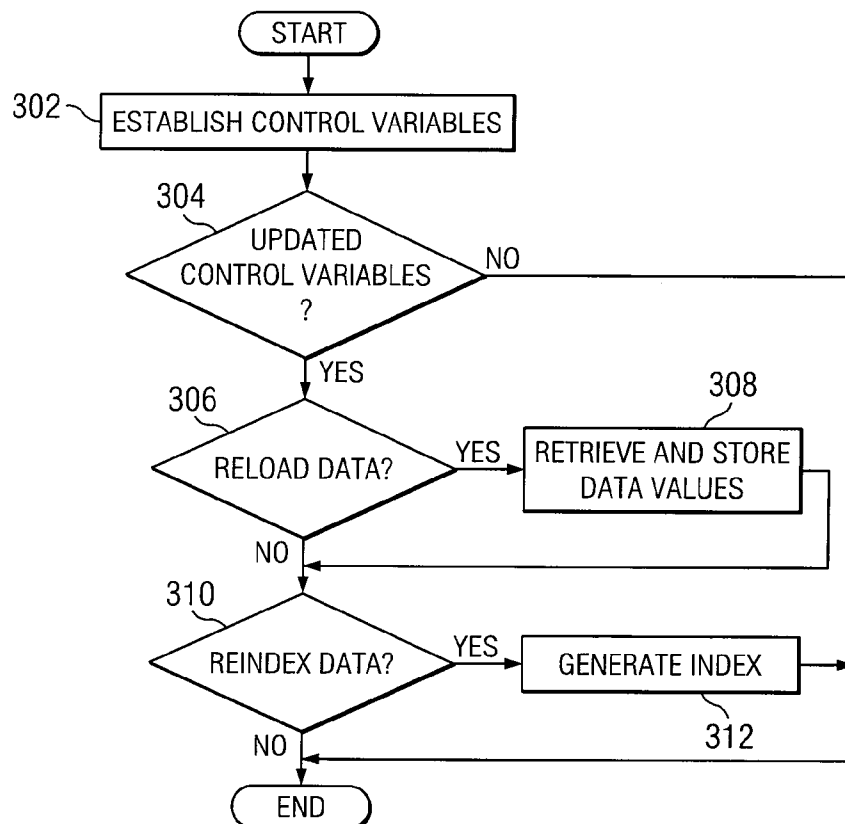 START
302
ESTABLISH CONTROL VARIABLES
304
UPDATED
CONTROL VARIABLES
?
NO
YES
306
RELOAD DATA?
YES
308
RETRIEVE AND STORE
DATA VALUES
NO
310
REINDEX DATA?
YES
GENERATE INDEX
312
NO
END